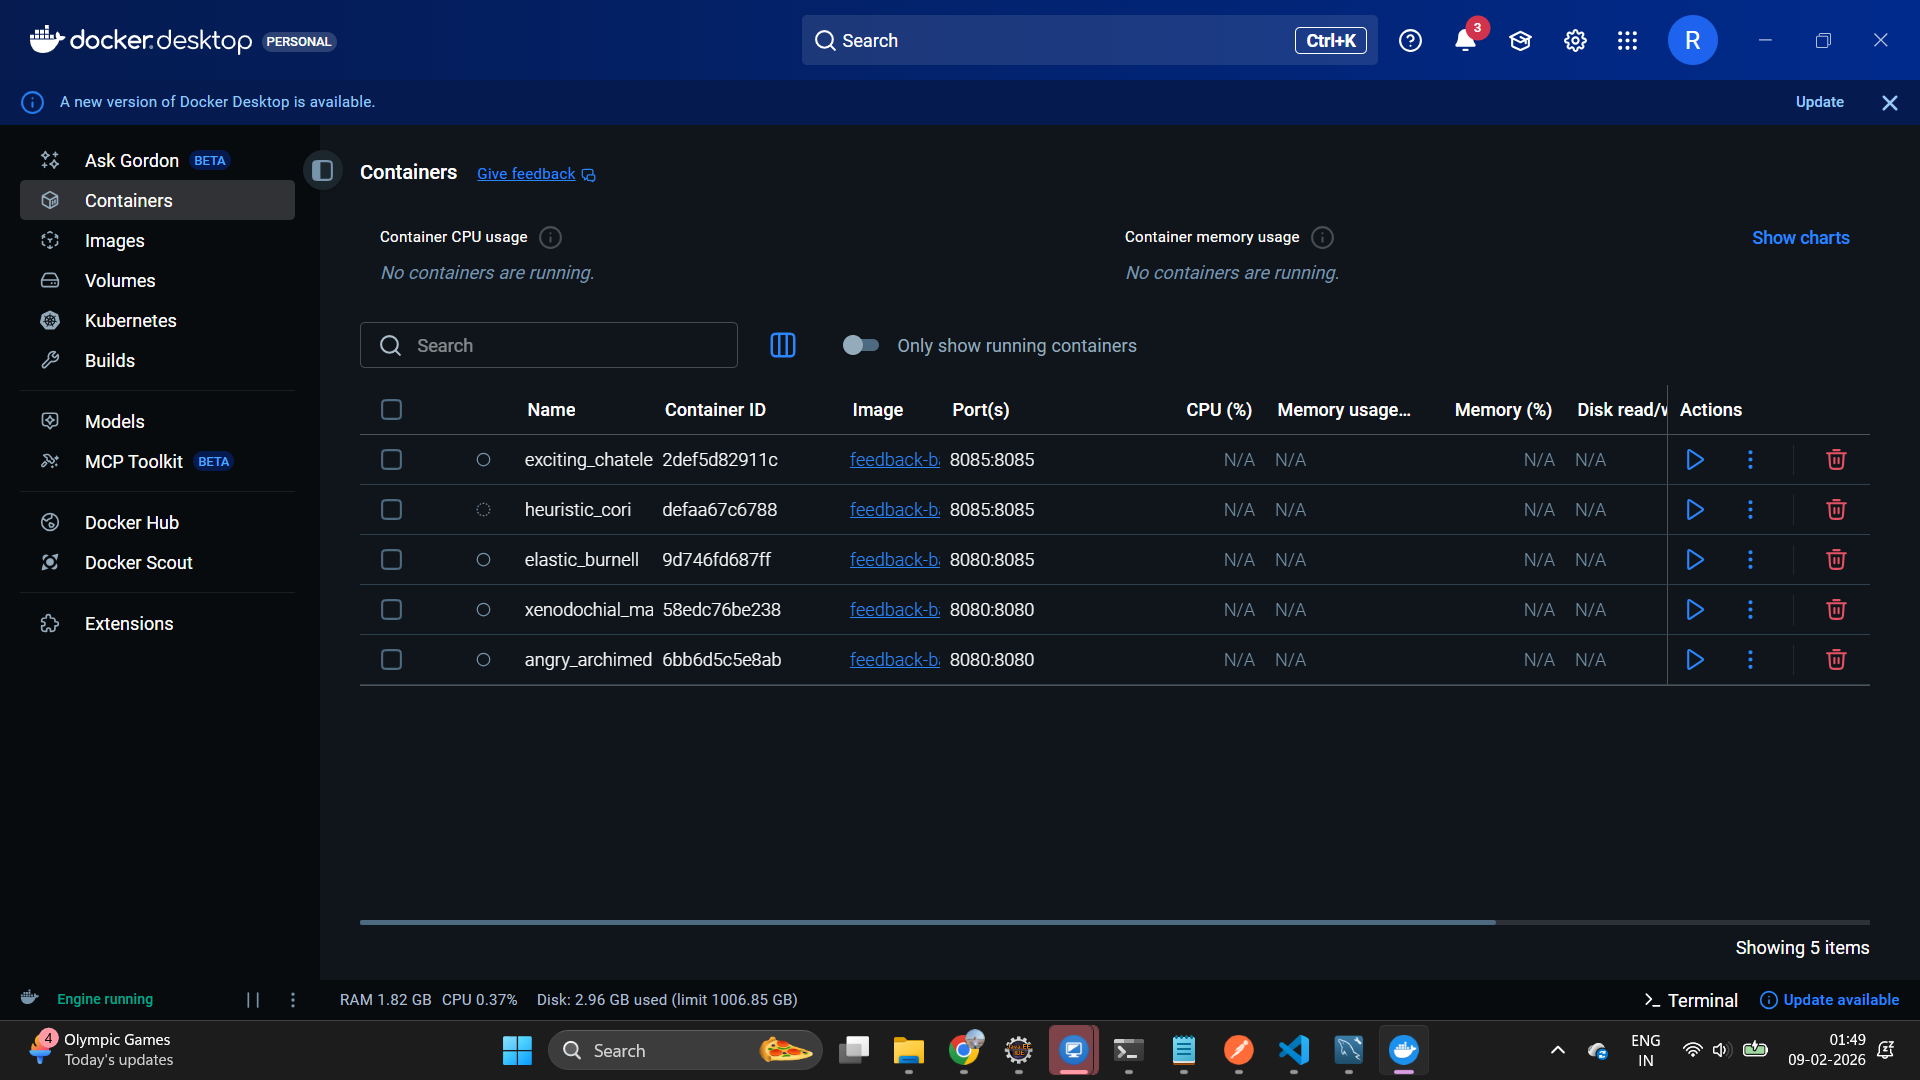 docker.desktop PERSONAL
Search Ctrl+K
3
R
A new version of Docker Desktop is available.
Update
Ask Gordon BETA
Containers
Images
Volumes
Kubernetes
Builds
Models
MCP Toolkit BETA
Docker Hub
Docker Scout
Extensions
Containers Give feedback
Container CPU usage
No containers are running.
Container memory usage
No containers are running.
Show charts
Search
Only show running containers
Name Container ID Image Port(s) CPU (%) Memory usage... Memory (%) Disk read/w Actions
exciting_chatele 2def5d82911c feedback-ba 8085:8085 N/A N/A N/A N/A
heuristic_cori defaa67c6788 feedback-ba 8085:8085 N/A N/A N/A N/A
elastic_burnell 9d746fd687ff feedback-ba 8080:8085 N/A N/A N/A N/A
xenodochial_ma 58edc76be238 feedback-ba 8080:8080 N/A N/A N/A N/A
angry_archimed 6bb6d5c5e8ab feedback-ba 8080:8080 N/A N/A N/A N/A
Showing 5 items
Engine running
RAM 1.82 GB CPU 0.37% Disk: 2.96 GB used (limit 1006.85 GB)
Terminal
Update available
4
Olympic Games
Today's updates
Search
ENG
IN
01:49
09-02-2026